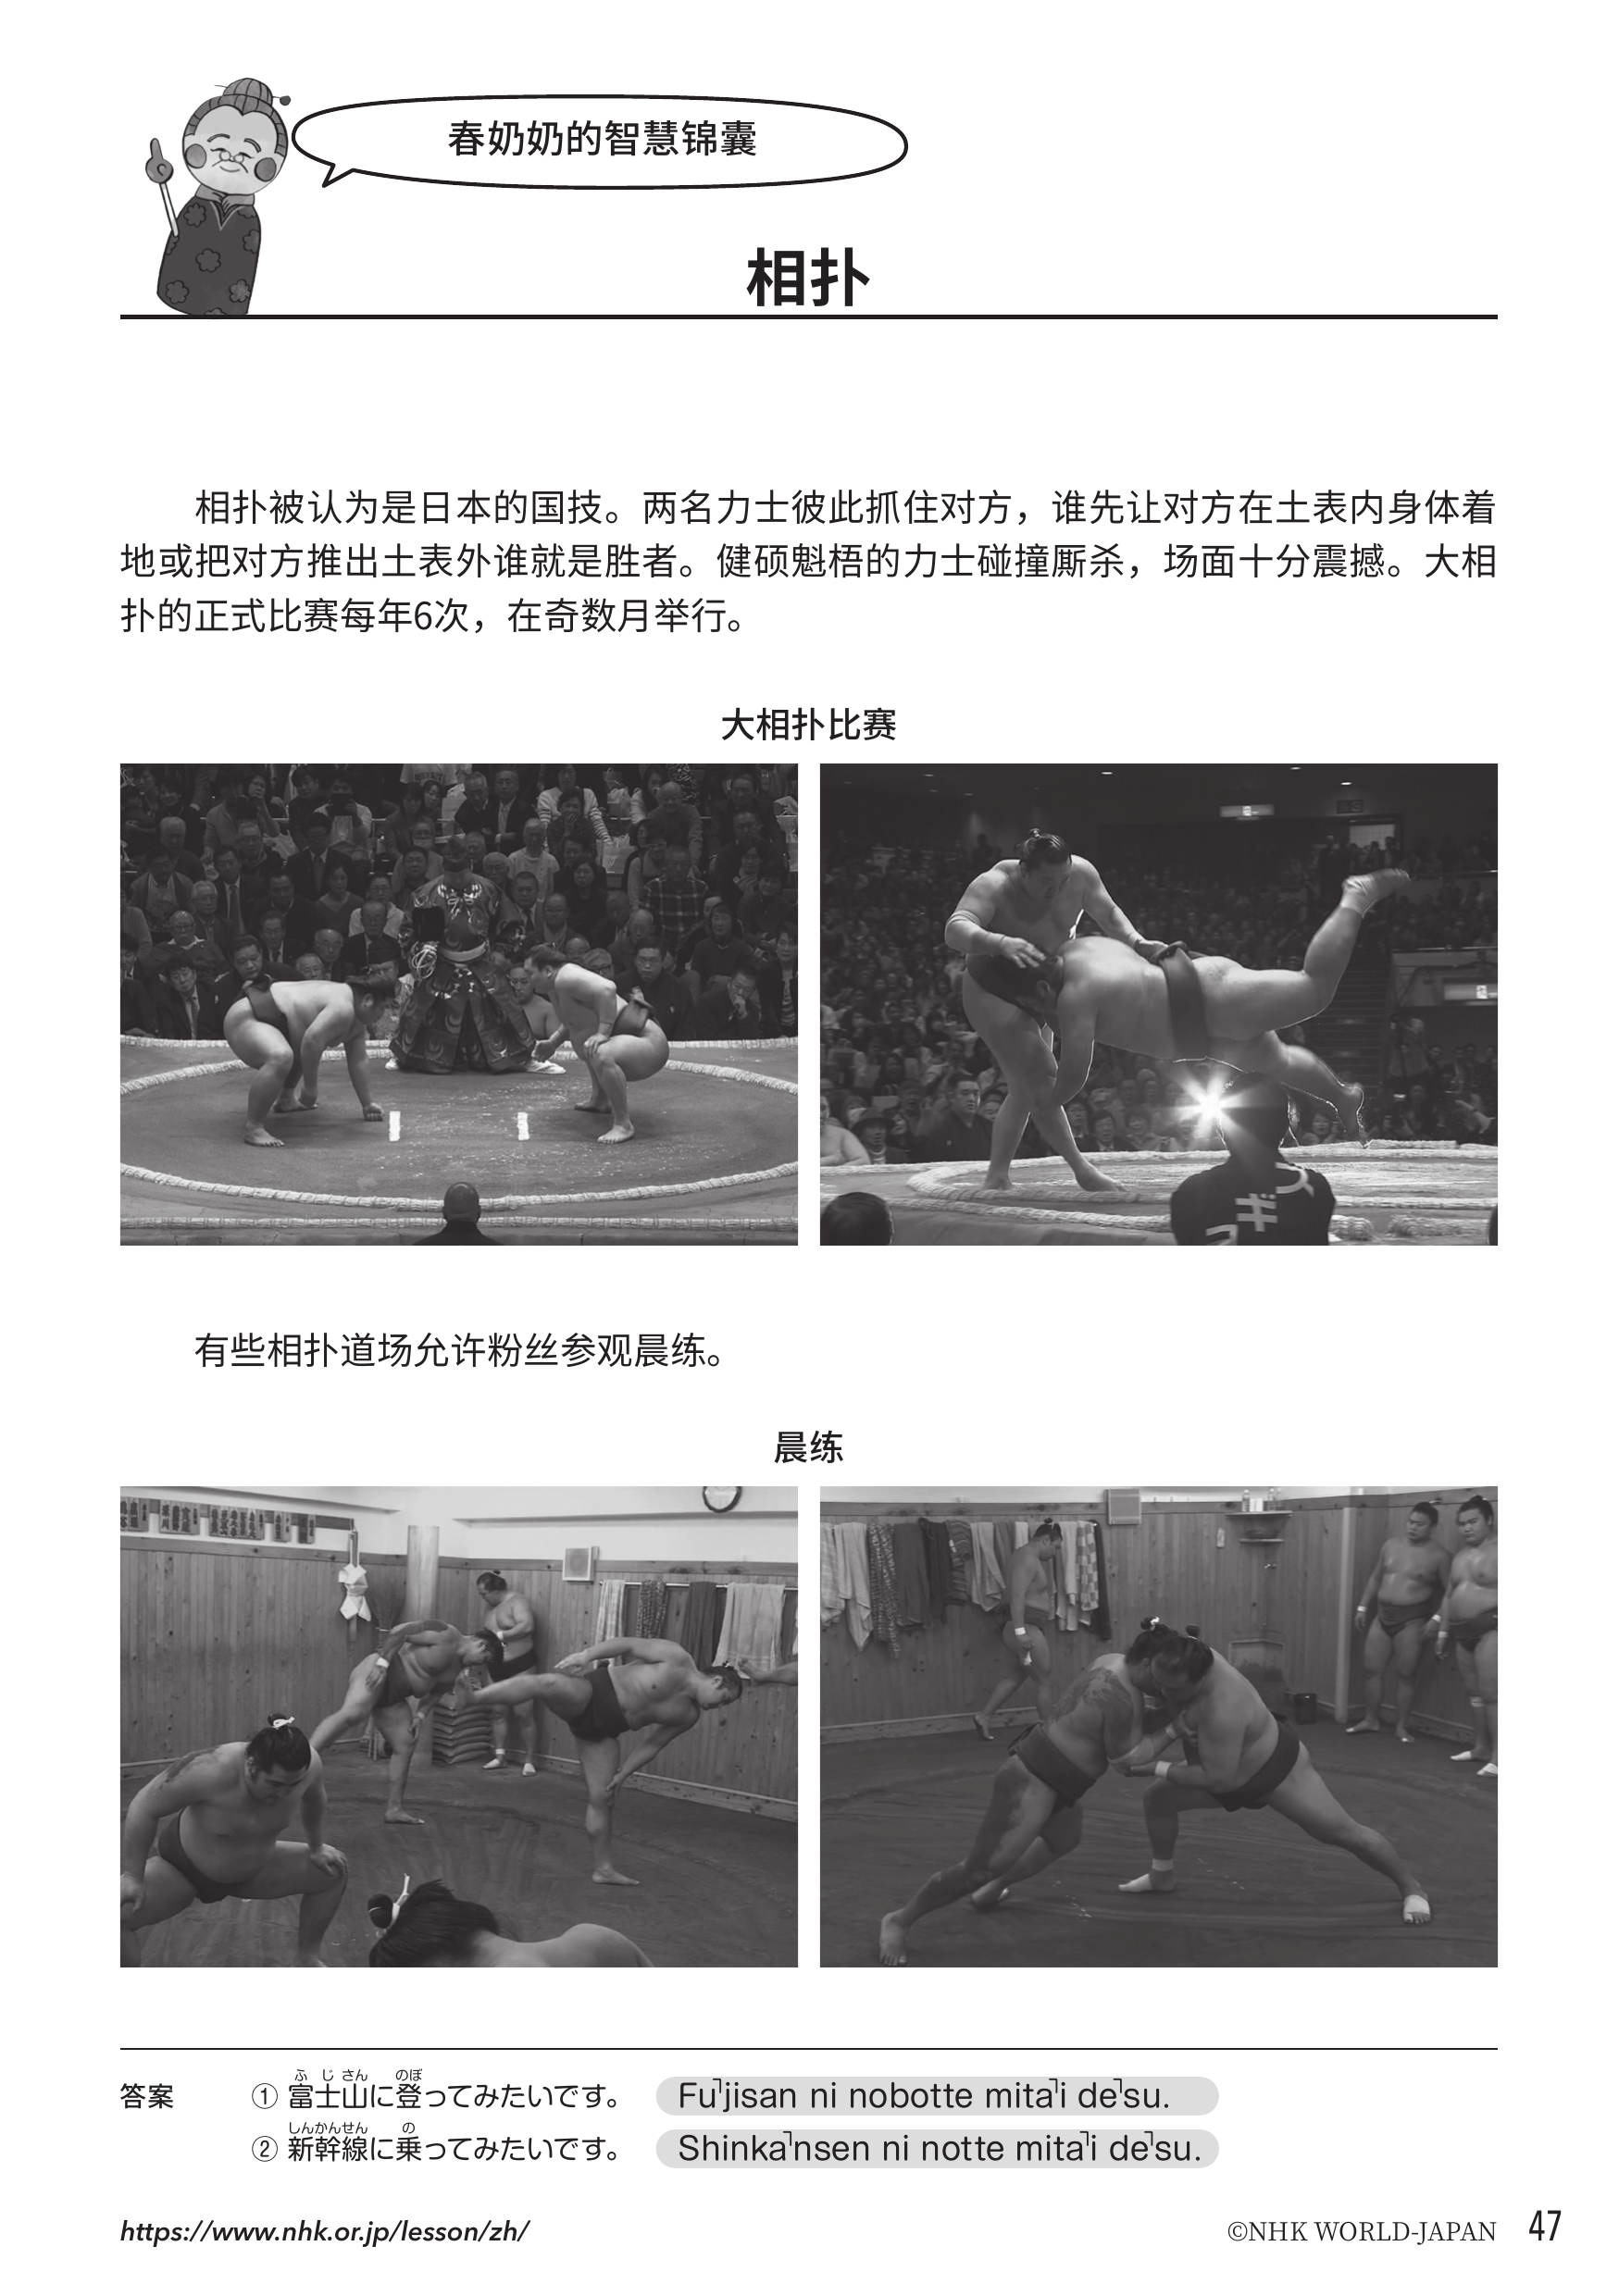 春奶奶的智慧锦囊
相扑
相扑被认为是日本的国技。两名力士彼此抓住对方，谁先让对方在土表内身体着
地或把对方推出土表外谁就是胜者。健硕魁梧的力士碰撞厮杀，场面十分震撼。大相
扑的正式比赛每年6次，在奇数月举行。
大相扑比赛
スギコ
有些相扑道场允许粉丝参观晨练。
晨练
ふ じ さん のぼ
答案 ① 富士山に登ってみたいです。 Fu˥jisan ni nobotte mita˥i de˥su.
しんかんせん の
② 新幹線に乗ってみたいです。 Shinka˥nsen ni notte mita˥i de˥su.
https://www.nhk.or.jp/lesson/zh/
©NHK WORLD-JAPAN 47